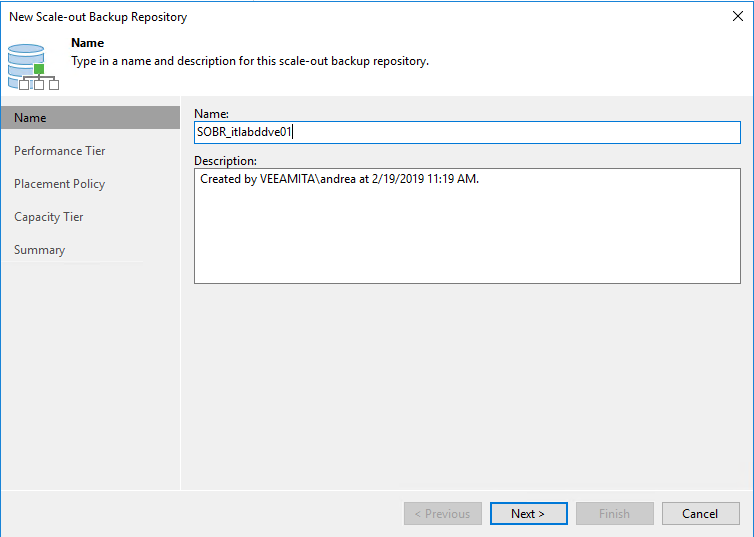 New Scale-out Backup Repository
Name
Type in a name and description for this scale-out backup repository.
Name
Performance Tier
Placement Policy
Capacity Tier
Summary
Name:
SOBR_itlabddve01
Description:
Created by VEEAMITA\andrea at 2/19/2019 11:19 AM.
< Previous
Next >
Finish
Cancel